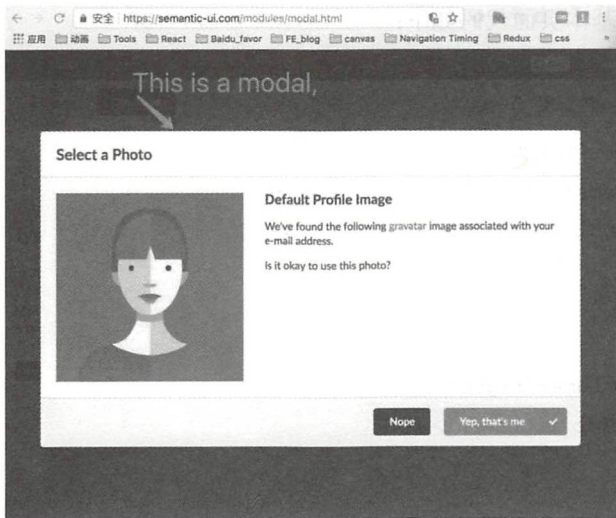 安全 https://semantic-ui.com/modules/modal.html
应用 动画 Tools React Baidu_favor FE_blog canvas Navigation Timing Redux css »
This is a modal,
Select a Photo
Default Profile Image
We've found the following gravatar image associated with your
e-mail address.
Is it okay to use this photo?
Nope
Yep, that's me